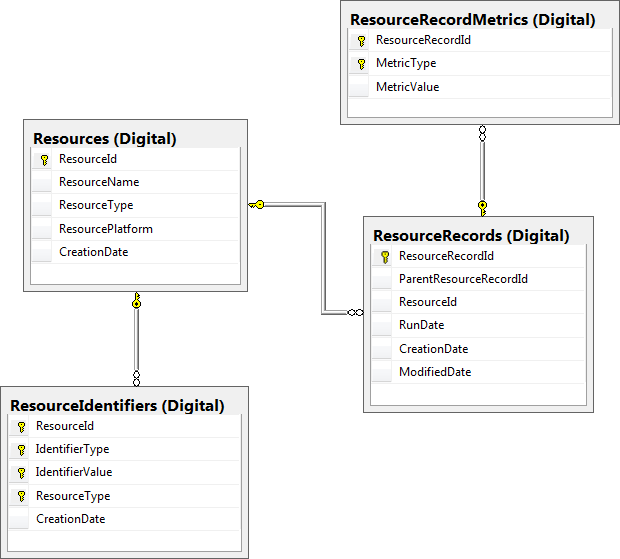 ResourceRecordMetrics (Digital)
ResourceRecordId
MetricType
MetricValue
Resources (Digital)
ResourceId
ResourceName
ResourceType
ResourcePlatform
CreationDate
ResourceRecords (Digital)
ResourceRecordId
ParentResourceRecordId
ResourceId
RunDate
CreationDate
ModifiedDate
ResourceIdentifiers (Digital)
ResourceId
IdentifierType
IdentifierValue
ResourceType
CreationDate